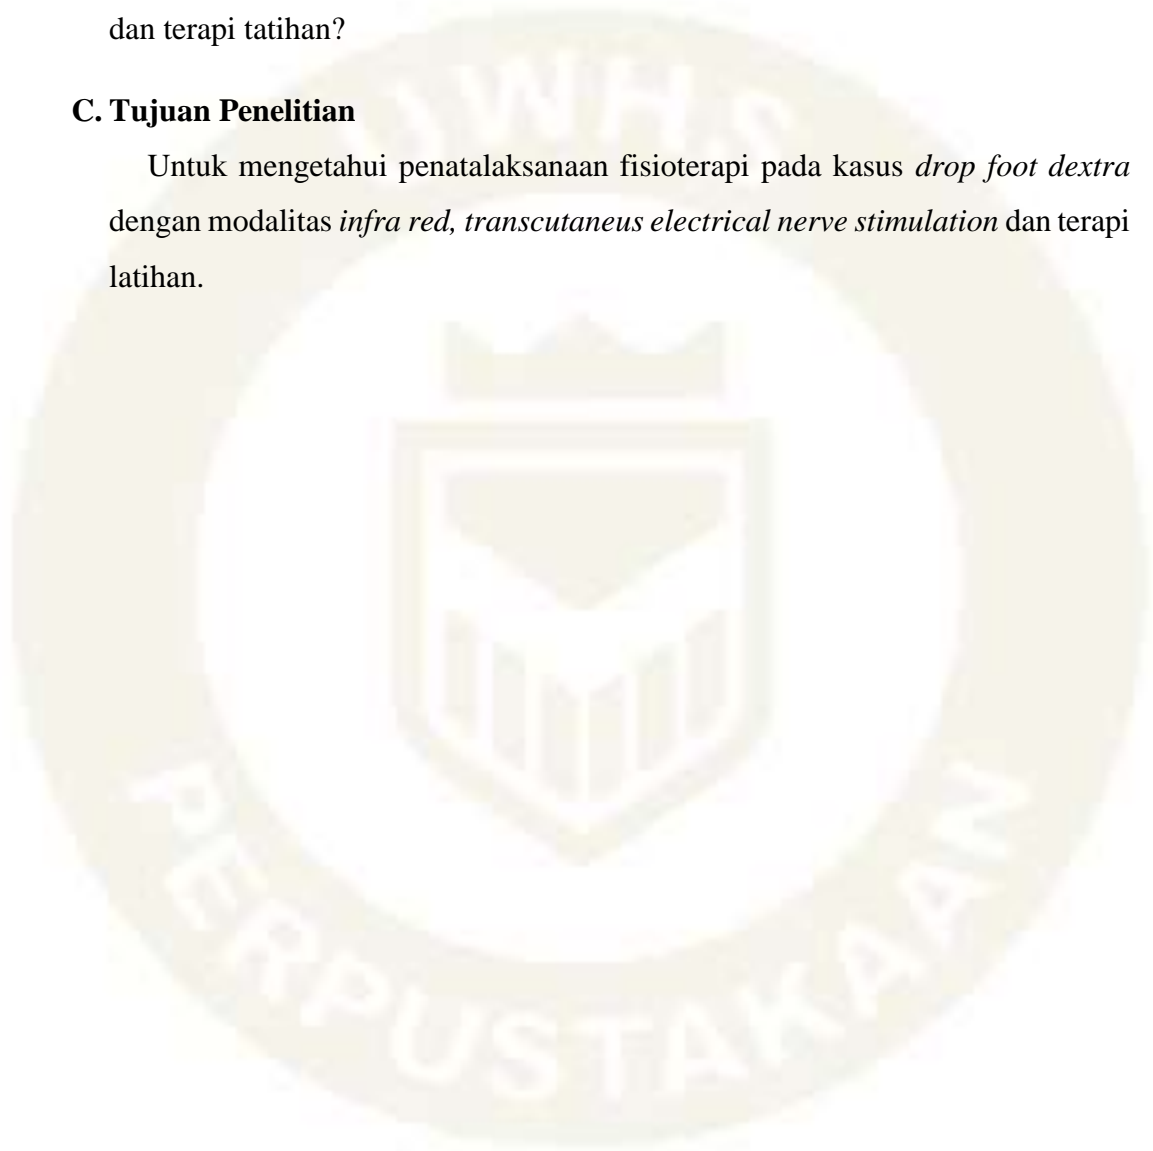 dan terapi tatihan?
C. Tujuan Penelitian
Untuk mengetahui penatalaksanaan fisioterapi pada kasus drop foot dextra
dengan modalitas infra red, transcutaneus electrical nerve stimulation dan terapi
latihan.
UWHS
PERPUSTAKAAN